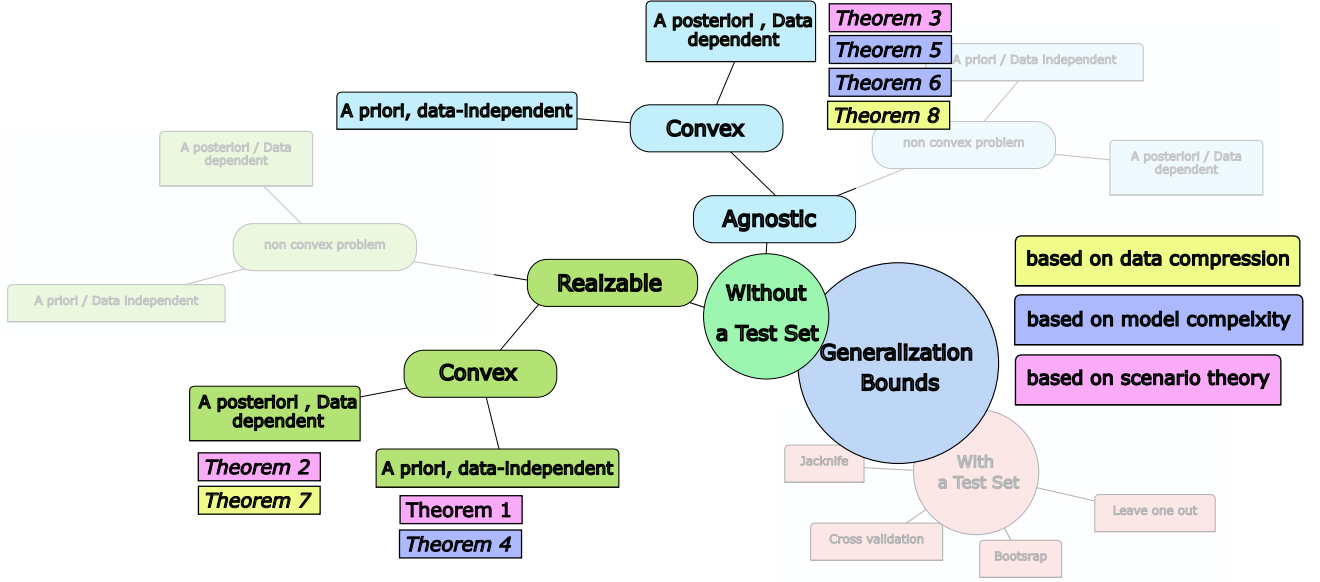 A posteriori , Data
dependent
Theorem 3
Theorem 5
Theorem 6
Theorem 8
A priori / Data Independent
A priori, data-independent
Convex
non convex problem
A posteriori / Data
dependent
A posteriori / Data
dependent
Agnostic
non convex problem
A priori / Data Independent
Reaizable
Without
a Test Set
Generalization
Bounds
based on data compression
based on model compelxity
based on scenario theory
Convex
A posteriori , Data
dependent
Theorem 2
Theorem 7
A priori, data-independent
Theorem 1
Theorem 4
Jacknife
With
a Test Set
Leave one out
Cross validation
Bootsrap